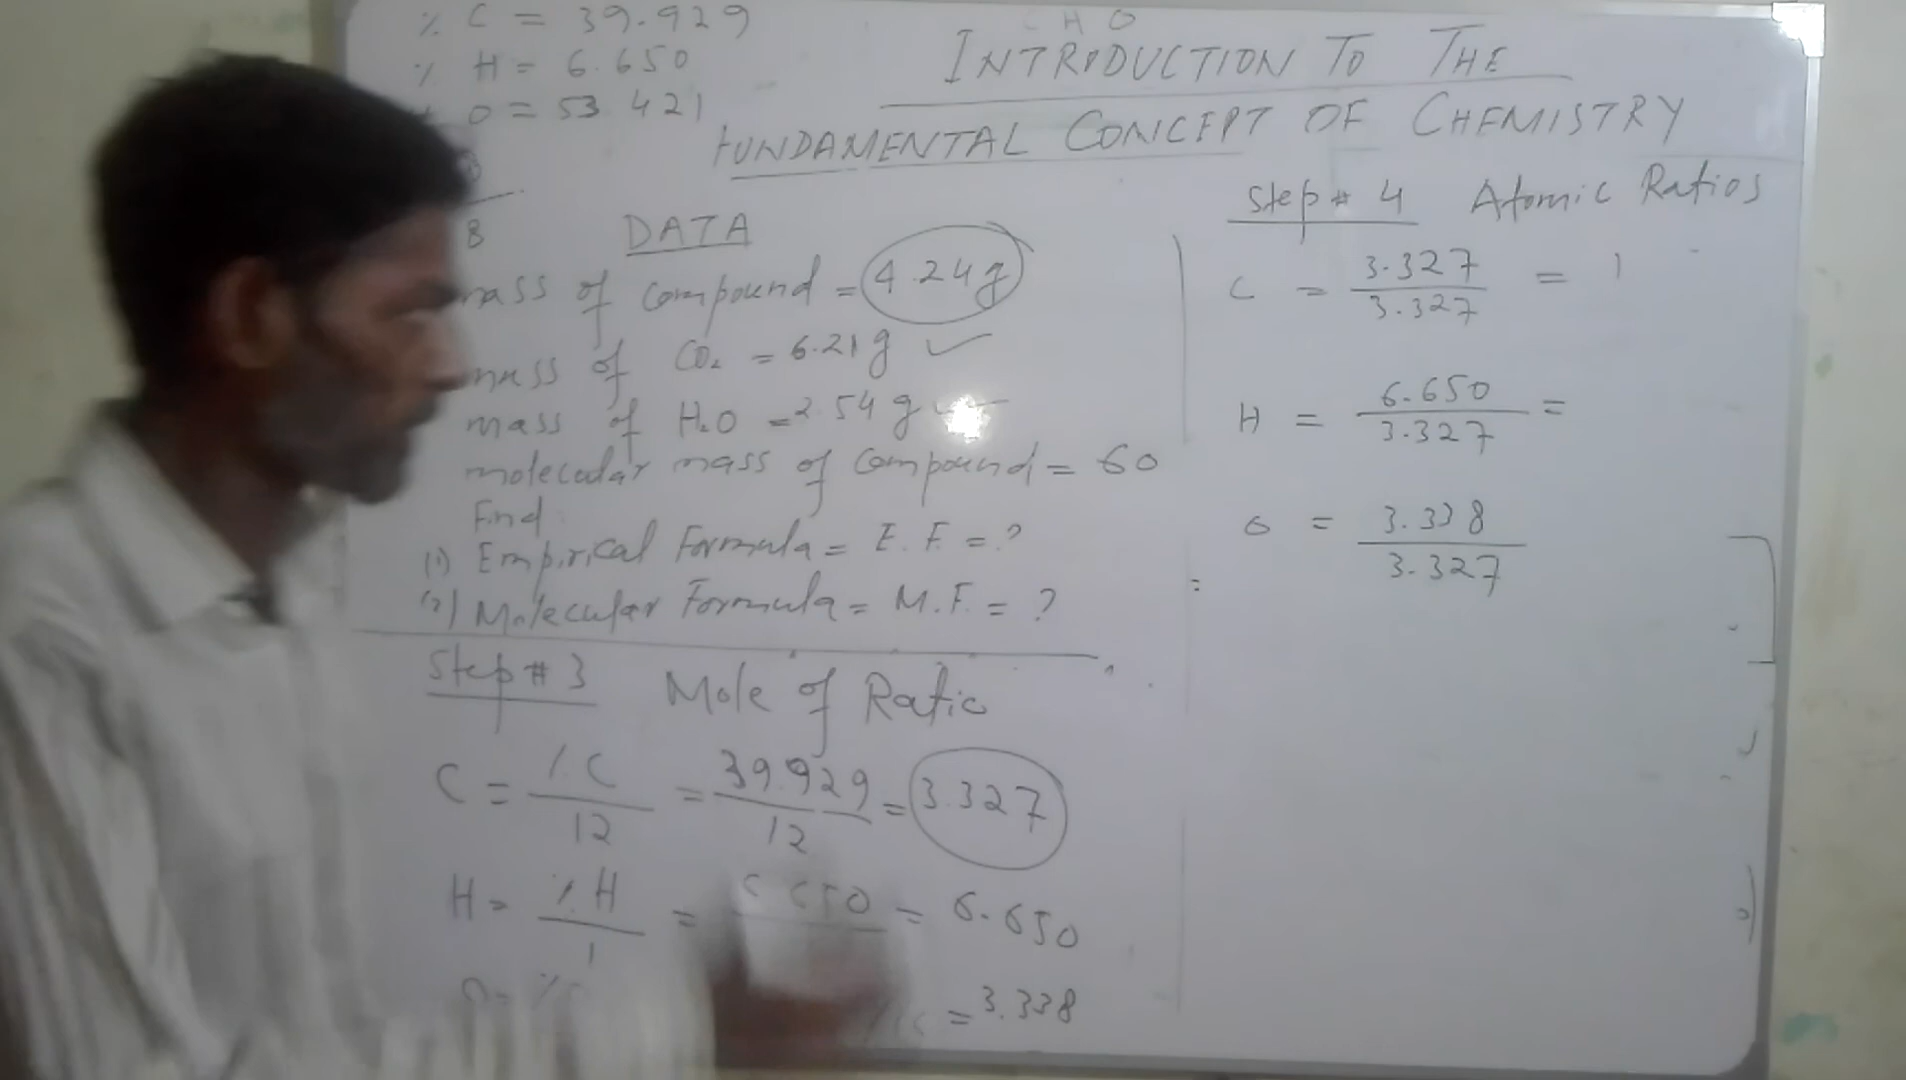 % C = 39.929
% H = 6.650
O = 53.421
H O
INTRODUCTION TO THE
FUNDAMENTAL CONCEPT OF CHEMISTRY
8
DATA
mass of compound = 4.24g
mass of CO₂ = 6.21g ✓
mass of H₂O = 2.54g
molecular mass of compound = 60
Find
(1) Empirical Formula = E.F. = ?
(2) Molecular Formula = M.F. = ?
Step # 3 Mole of Ratio
C = % C / 12 = 39.929 / 12 = 3.327
H = % H / 1 = 6.650 = 6.650
= 3.338
Step # 4 Atomic Ratios
C = 3.327 / 3.327 = 1
H = 6.650 / 3.327 =
O = 3.338 / 3.327